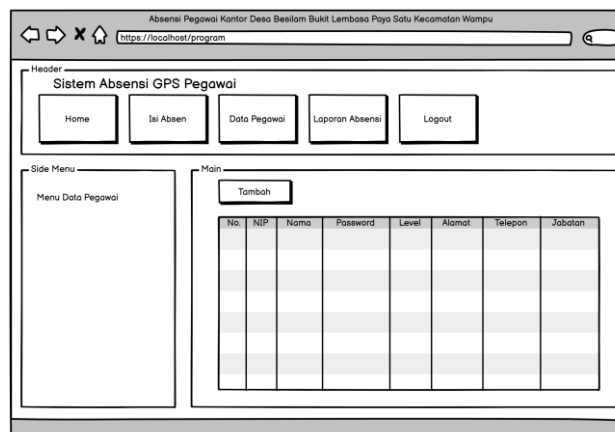 Absensi Pegawai Kantor Desa Besilam Bukit Lembasa Paya Satu Kecamatan Wampu
https://localhost/program
Header
Sistem Absensi GPS Pegawai
Home Isi Absen Data Pegawai Laporan Absensi Logout
Side Menu
Menu Data Pegawai
Main
Tambah
No. NIP Nama Password Level Alamat Telepon Jabatan